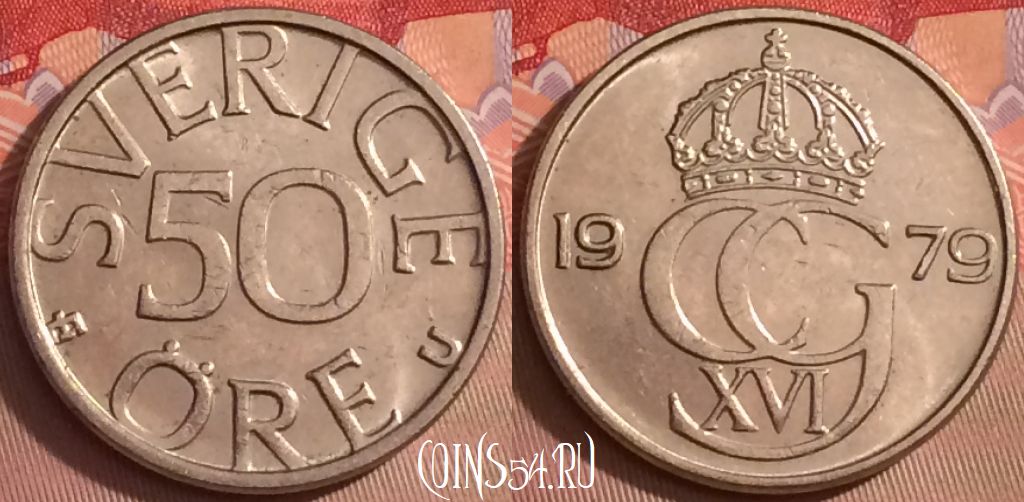 SVERIGE
50
ÖRE
E U
19 79
CG
XVI
COINS54.RU